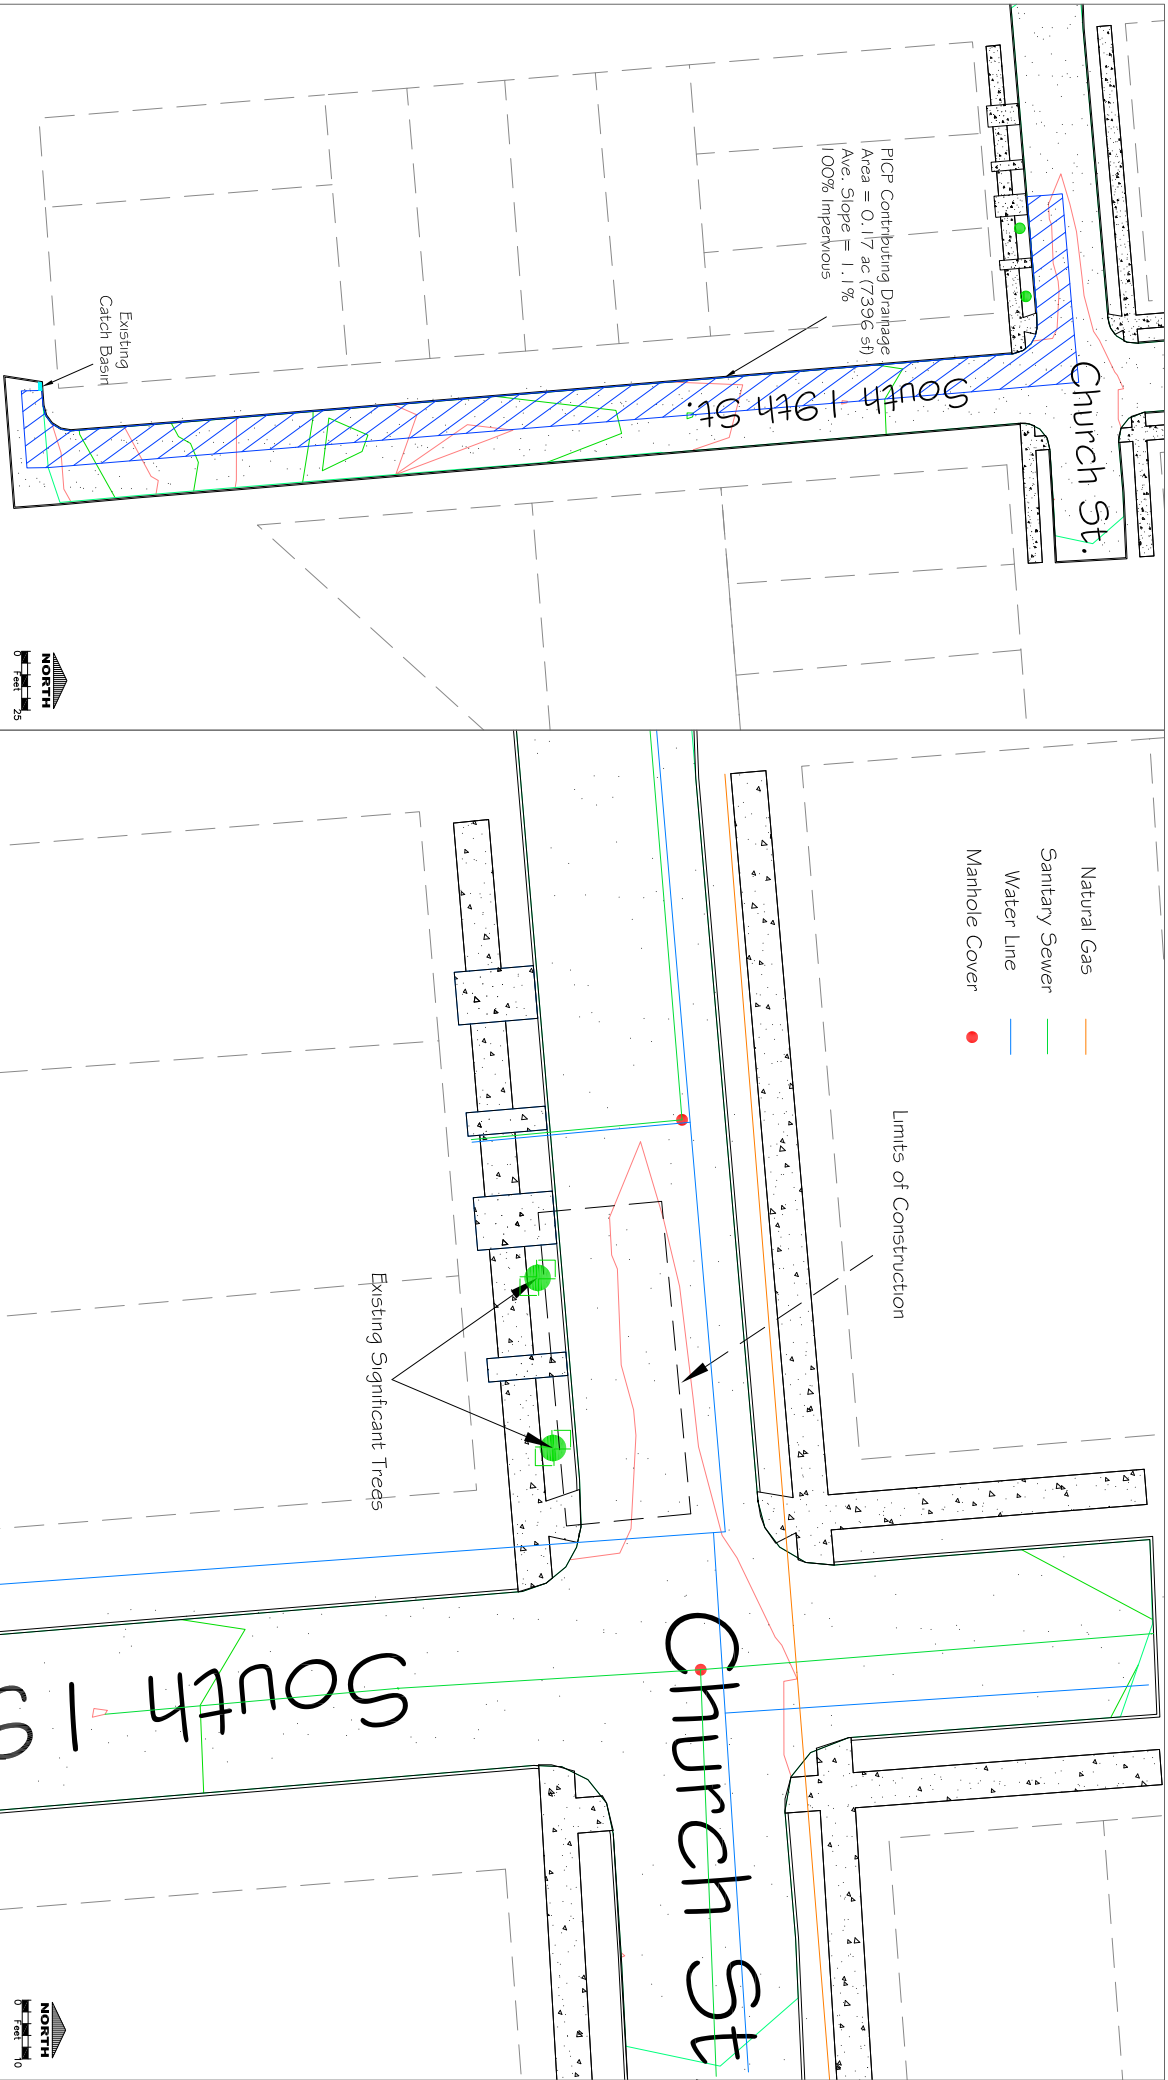 PICP Contributing Drainage
Area = 0.17 ac (7396 sf)
Ave. Slope = 1.1%
100% Impervious
Existing
Catch Basin
South 19th St.
Church St.
NORTH
0 Feet 25
Natural Gas
Sanitary Sewer
Water Line
Manhole Cover
Limits of Construction
Existing Significant Trees
South 19
Church St
NORTH
0 Feet 10